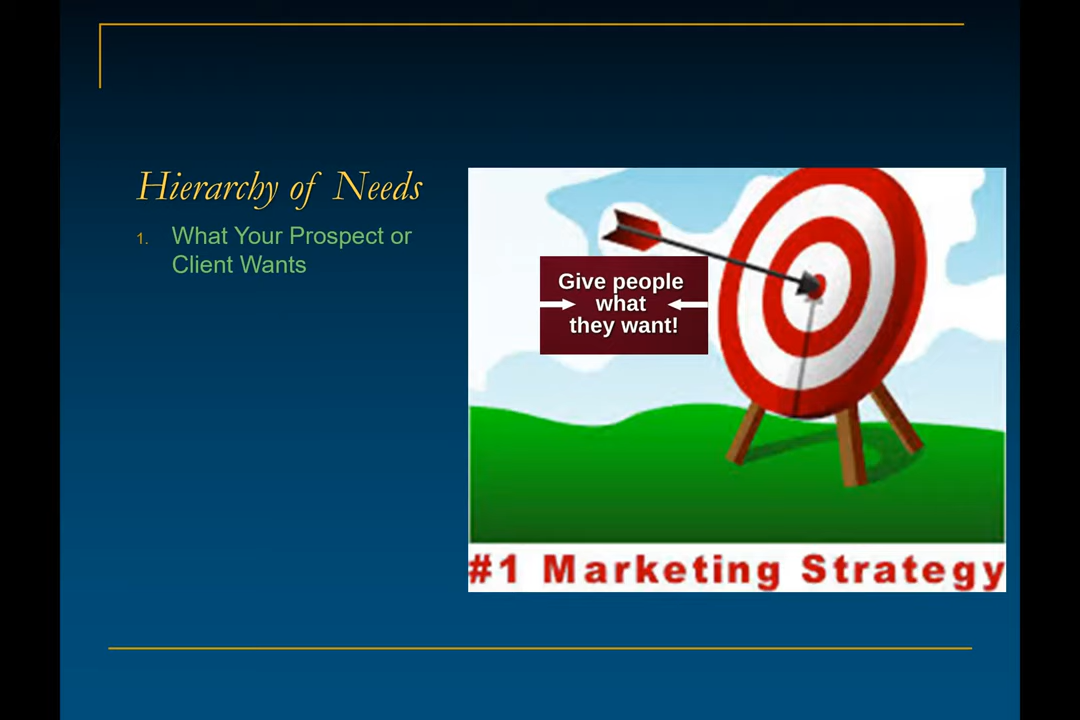 Hierarchy of Needs
1. What Your Prospect or
Client Wants
Give people
what
they want!
#1 Marketing Strategy